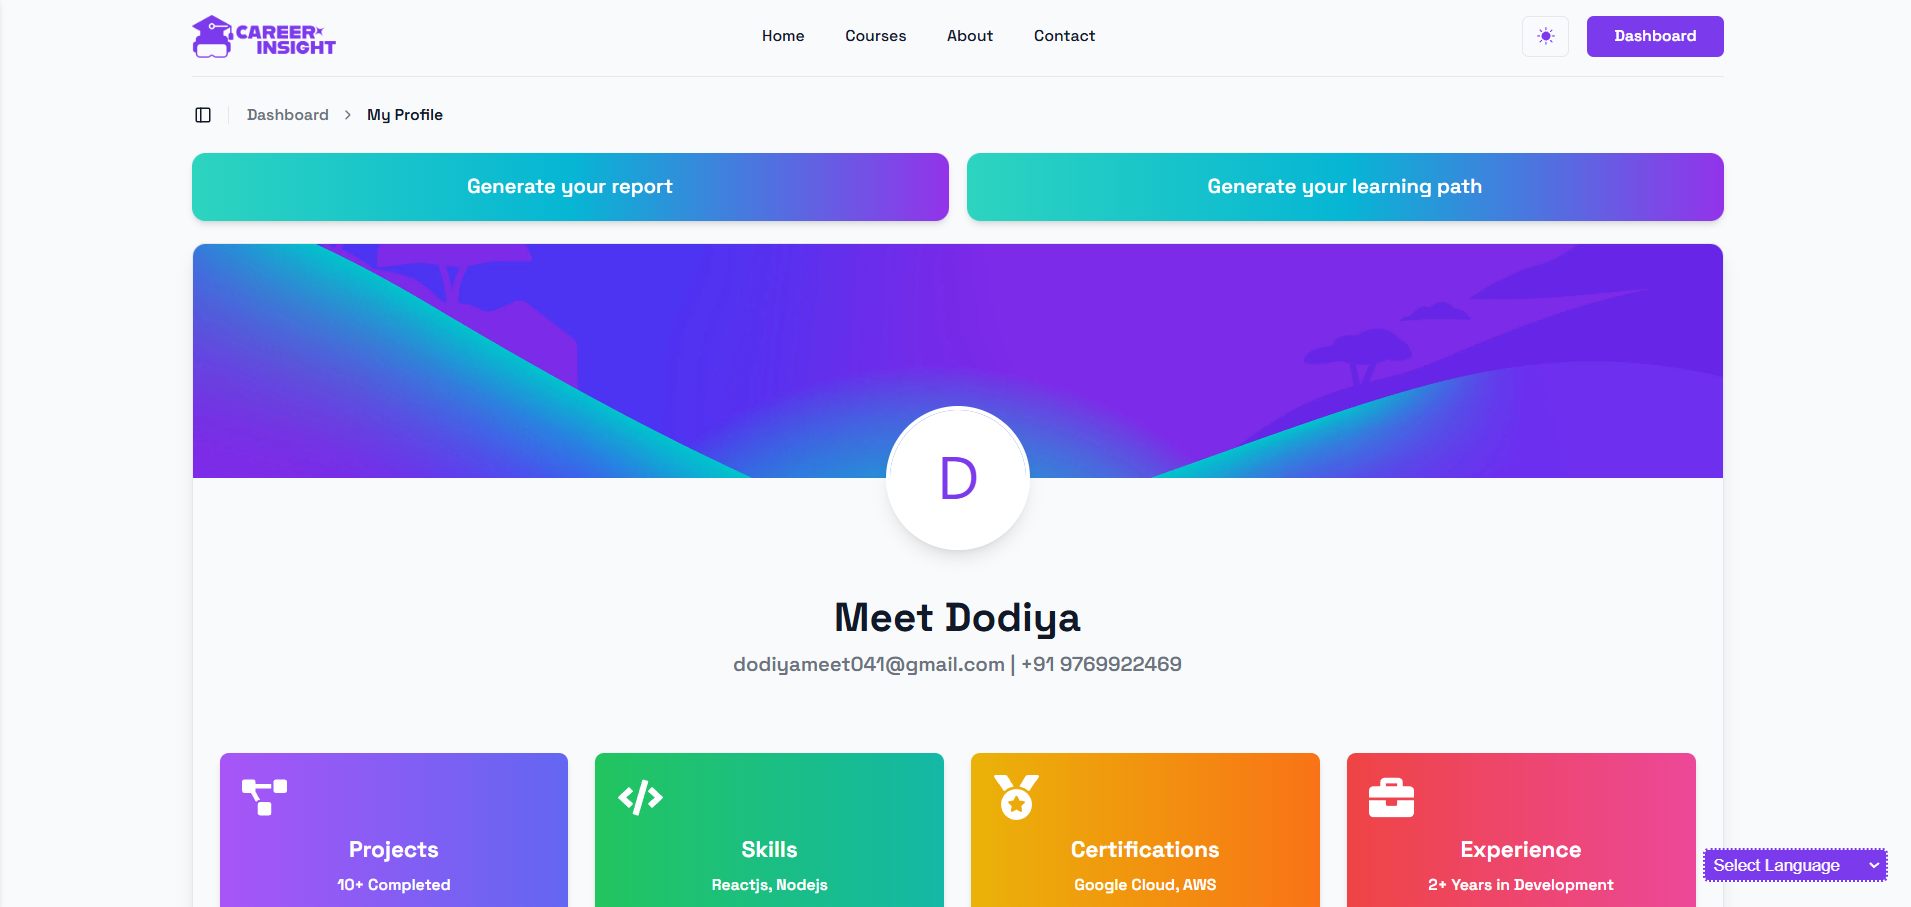 CAREER
INSIGHT
Home
Courses
About
Contact
Dashboard
Dashboard
My Profile
Generate your report
Generate your learning path
D
Meet Dodiya
dodiyameet041@gmail.com | +91 9769922469
Projects
10+ Completed
Skills
Reactjs, Nodejs
Certifications
Google Cloud, AWS
Experience
2+ Years in Development
Select Language